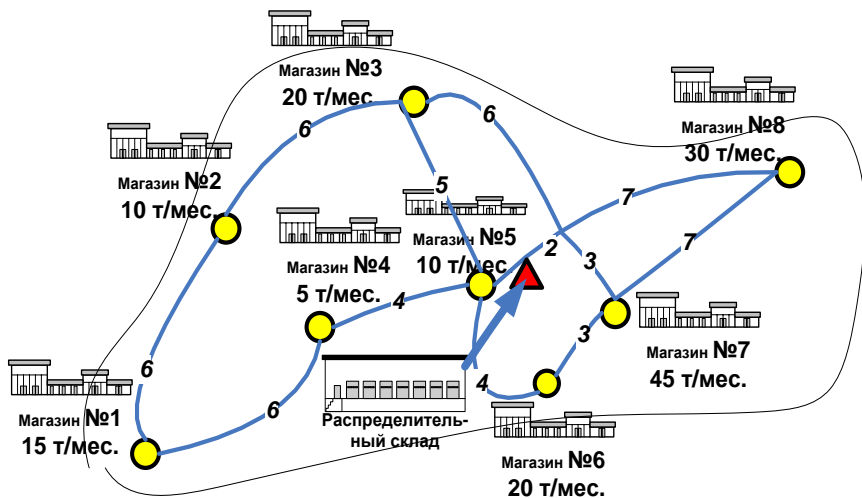 Магазин №3
20 т/мес.
6
6
Магазин №8
30 т/мес.
Магазин №2
10 т/мес.
5
7
Магазин №5
10 т/мес.
2
3
7
Магазин №4
5 т/мес.
4
Магазин №7
45 т/мес.
3
6
6
4
Распределитель-
ный склад
Магазин №1
15 т/мес.
Магазин №6
20 т/мес.